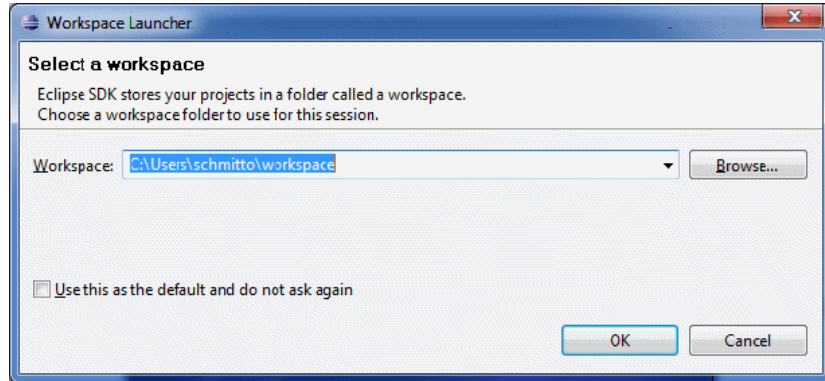 Workspace Launcher
Select a workspace
Eclipse SDK stores your projects in a folder called a workspace.
Choose a workspace folder to use for this session.
Workspace: C:\Users\schmitto\workspace Browse...
Use this as the default and do not ask again
OK Cancel